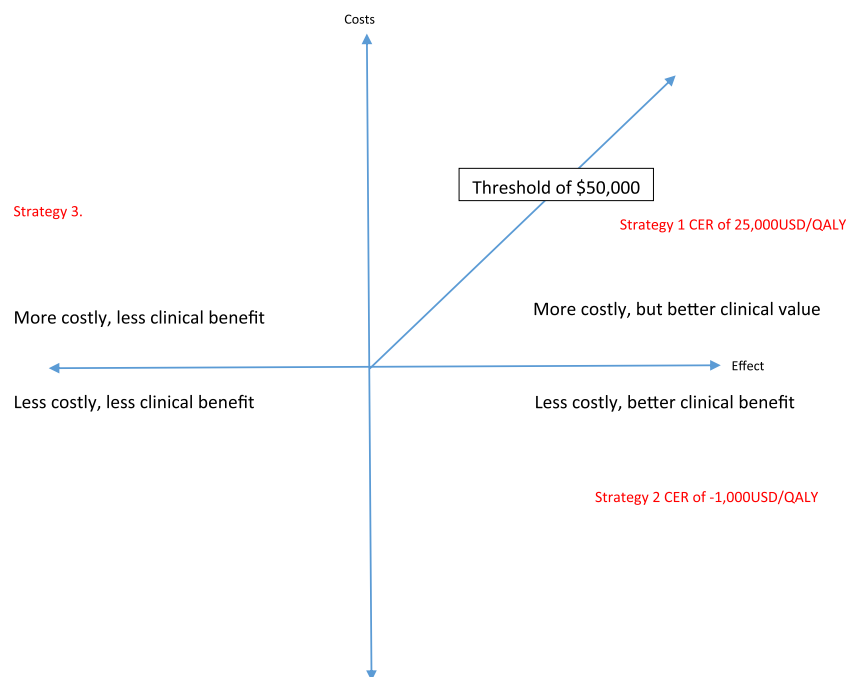 Costs
Threshold of $50,000
Strategy 3.
Strategy 1 CER of 25,000USD/QALY
More costly, less clinical benefit
More costly, but better clinical value
Effect
Less costly, less clinical benefit
Less costly, better clinical benefit
Strategy 2 CER of -1,000USD/QALY